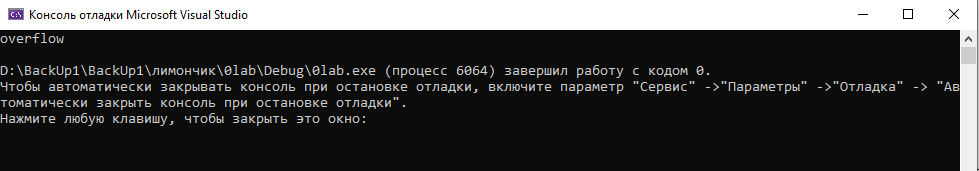 Консоль отладки Microsoft Visual Studio
overflow
D:\BackUp1\BackUp1\лимончик\0lab\Debug\0lab.exe (процесс 6064) завершил работу с кодом 0.
Чтобы автоматически закрывать консоль при остановке отладки, включите параметр "Сервис" ->"Параметры" ->"Отладка" -> "Ав
томатически закрыть консоль при остановке отладки".
Нажмите любую клавишу, чтобы закрыть это окно: